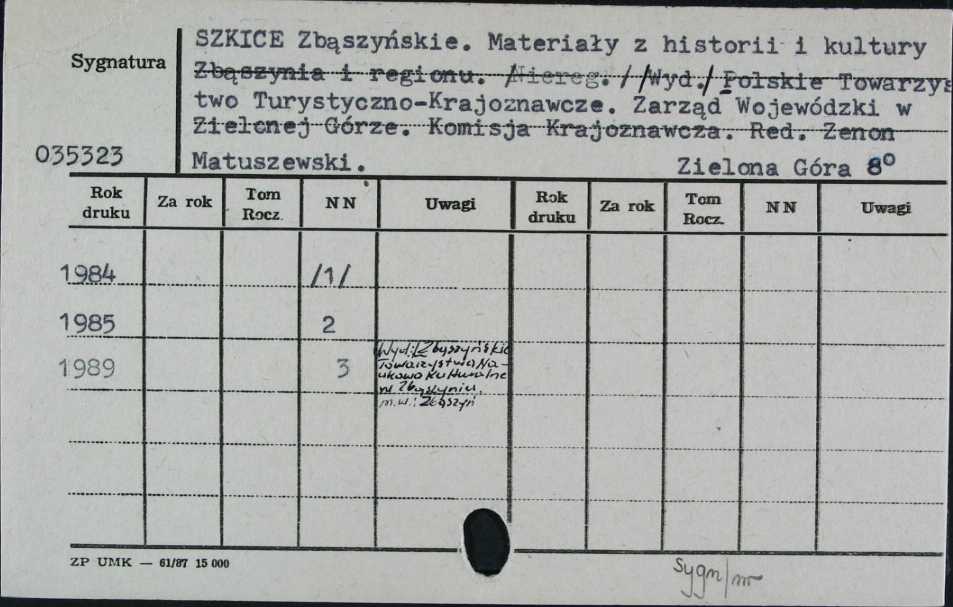 SZKICE Zbąszyńskie. Materiały z historii i kultury
Sygnatura
Zbąszynia i regionu. /Niereg./ /Wyd./ Polskie Towarzys
two Turystyczno-Krajoznawcze. Zarząd Wojewódzki w
Zielonej Górze. Komisja Krajoznawcza. Red. Zenon
035323
Matuszewski. Zielona Góra 8°
Rok druku Za rok Tom Rocz. NN Uwagi Rok druku Za rok Tom Rocz. NN Uwagi
1984 /1/
1985 2
1989 3
Wyd.: Zbąszyńskie
Towarzystwo Na-
ukowo Kulturalne
w Zbąszyniu,
m.w.: Zbąszyń
ZP UMK — 61/87 15 000
sygn/nr